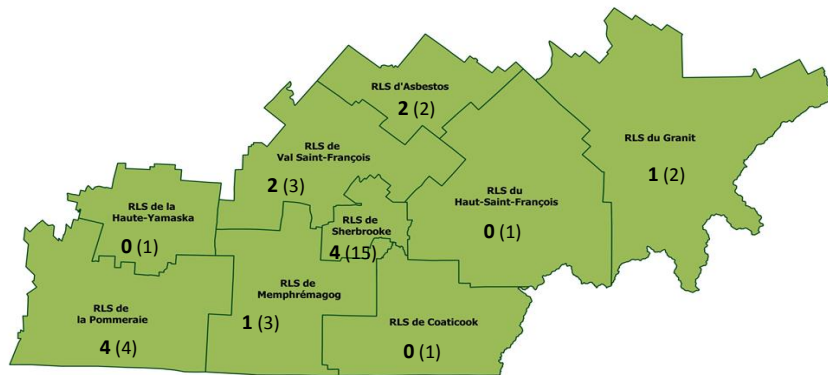 RLS d'Asbestos
2 (2)
RLS du Granit
1 (2)
RLS de
Val Saint-François
2 (3)
RLS du
Haut-Saint-François
0 (1)
RLS de la
Haute-Yamaska
0 (1)
RLS de
Sherbrooke
4 (15)
RLS de
Memphrémagog
1 (3)
RLS de
la Pommeraie
4 (4)
RLS de Coaticook
0 (1)